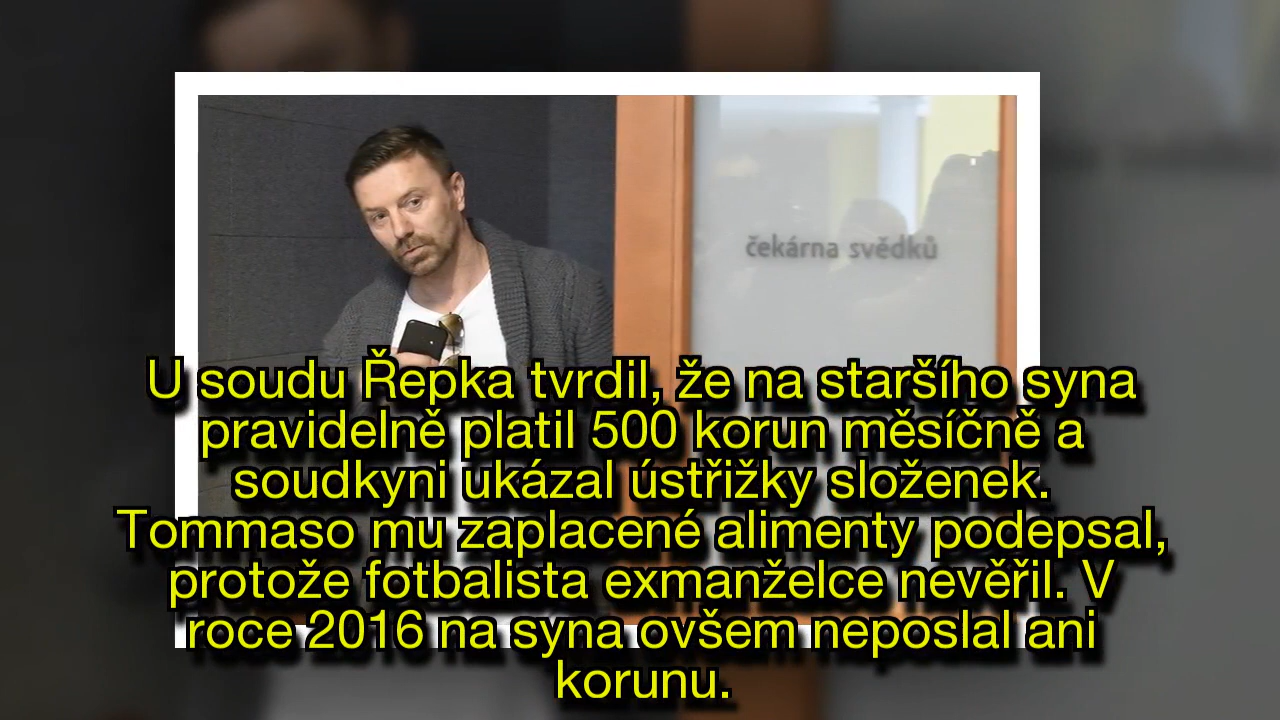 čekárna svědků
U soudu Řepka tvrdil, že na staršího syna
pravidelně platil 500 korun měsíčně a
soudkyni ukázal ústřižky složenek.
Tommaso mu zaplacené alimenty podepsal,
protože fotbalista exmanželce nevěřil. V
roce 2016 na syna ovšem neposlal ani
korunu.